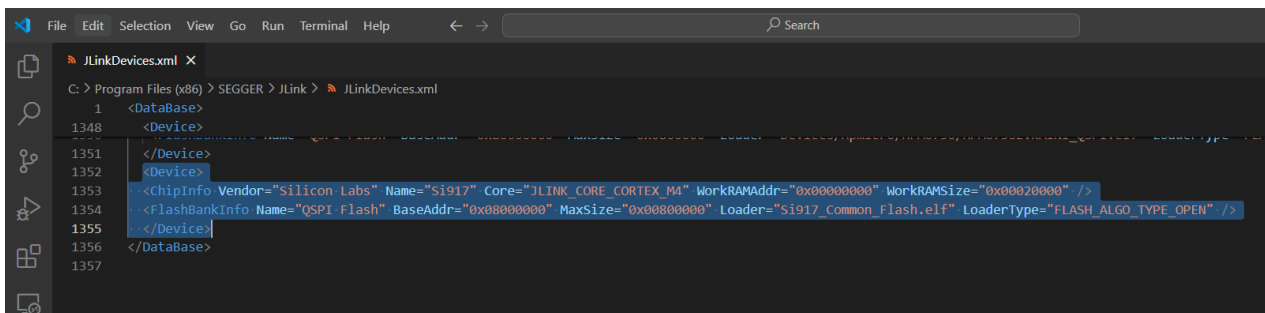 File Edit Selection View Go Run Terminal Help ← → Search
JLinkDevices.xml ×
C: > Program Files (x86) > SEGGER > JLink > JLinkDevices.xml
1 <DataBase>
1348 <Device>
1351 </Device>
1352 <Device>
1353 <ChipInfo Vendor="Silicon Labs" Name="Si917" Core="JLINK_CORE_CORTEX_M4" WorkRAMAddr="0x00000000" WorkRAMSize="0x00020000" />
1354 <FlashBankInfo Name="QSPI Flash" BaseAddr="0x08000000" MaxSize="0x00800000" Loader="Si917_Common_Flash.elf" LoaderType="FLASH_ALGO_TYPE_OPEN" />
1355 </Device>
1356 </DataBase>
1357